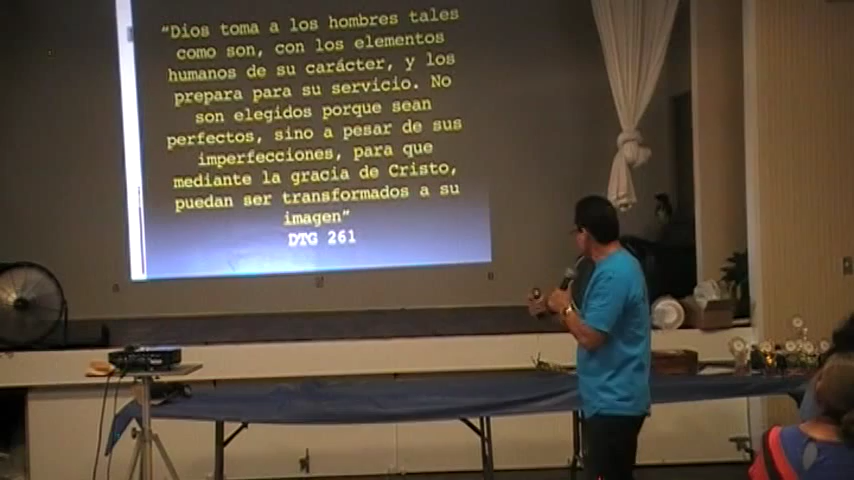 “Dios toma a los hombres tales
como son, con los elementos
humanos de su carácter, y los
prepara para su servicio. No
son elegidos porque sean
perfectos, sino a pesar de sus
imperfecciones, para que
mediante la gracia de Cristo,
puedan ser transformados a su
imagen”
DTG 261